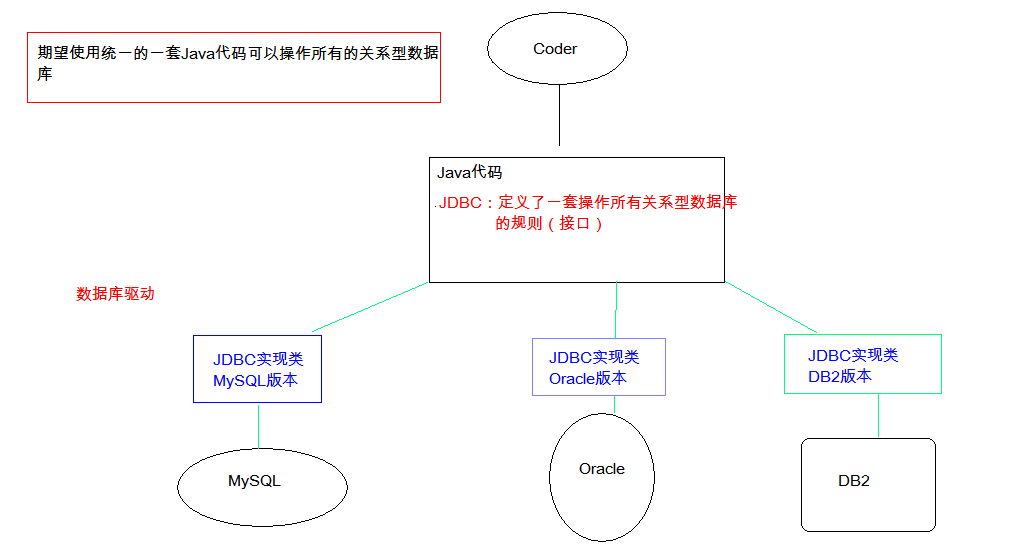 期望使用统一的一套Java代码可以操作所有的关系型数据
库
Coder
Java代码
.JDBC：定义了一套操作所有关系型数据库
的规则（接口）
数据库驱动
JDBC实现类
MySQL版本
JDBC实现类
Oracle版本
JDBC实现类
DB2版本
MySQL
Oracle
DB2